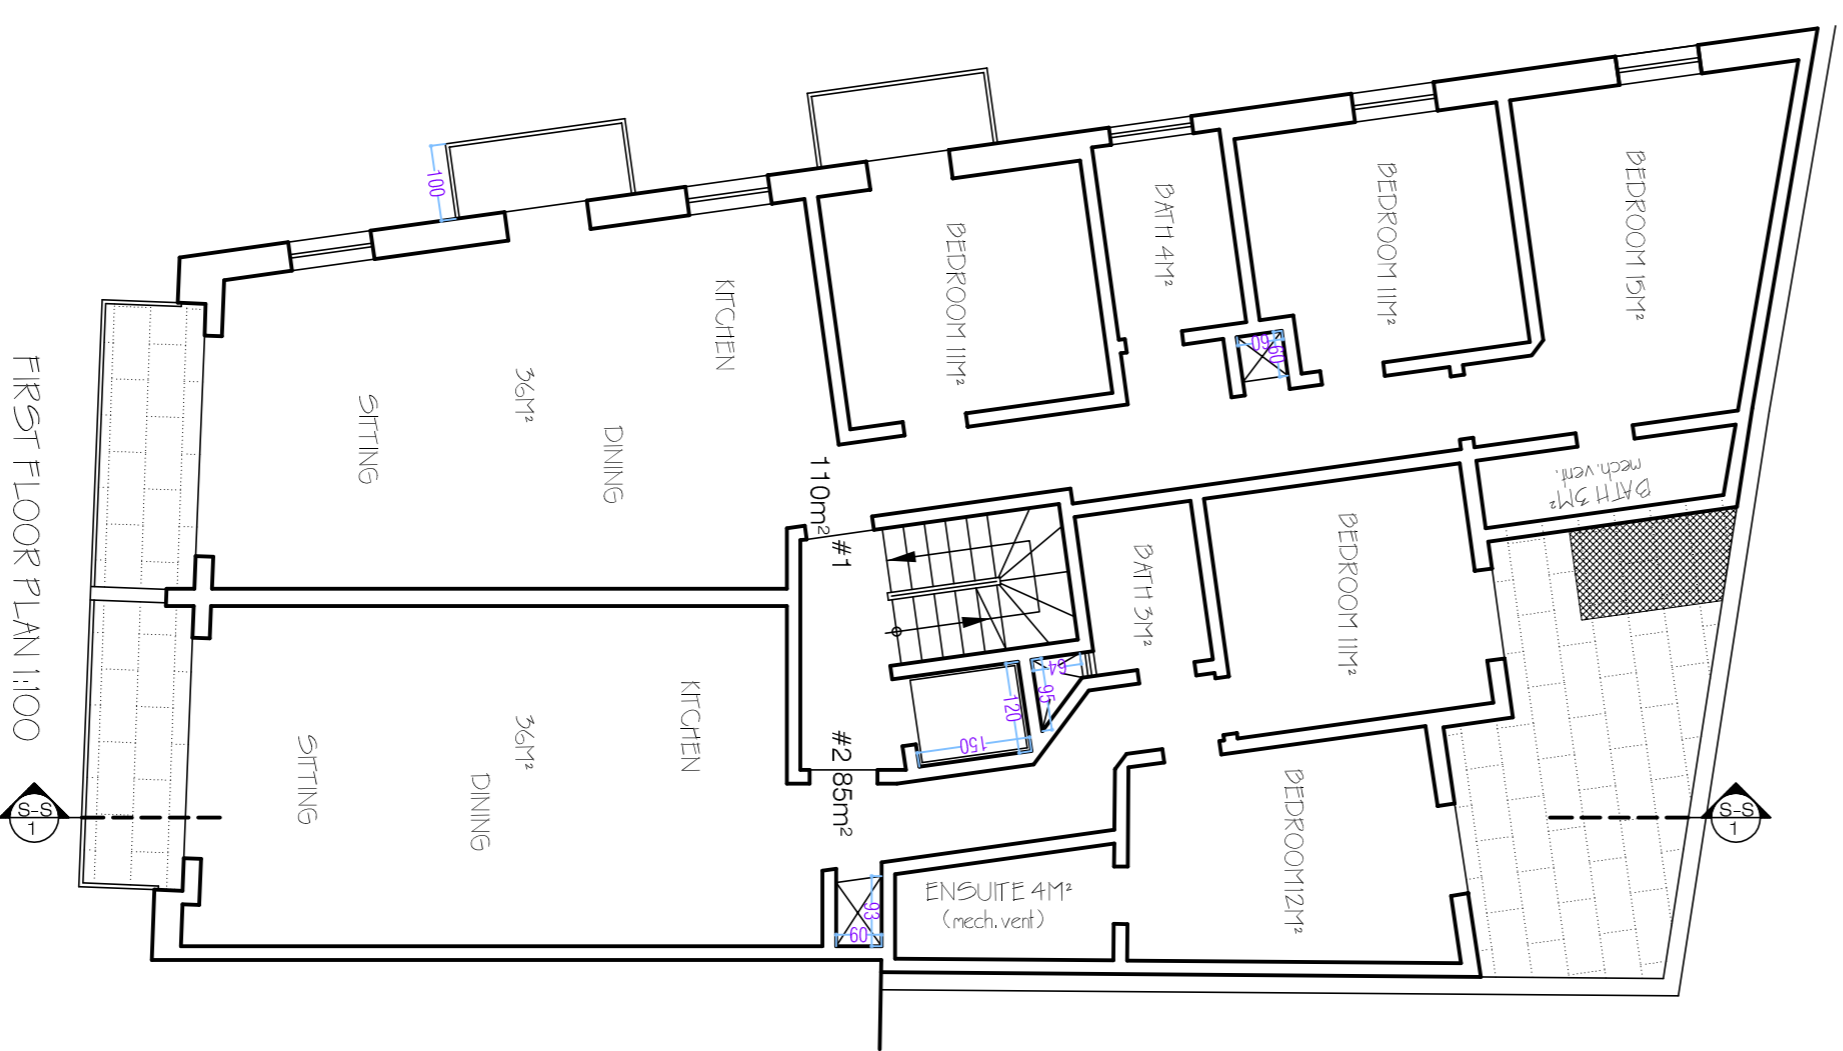 FIRST FLOOR PLAN 1:100
100
KITCHEN
36M²
SITTING
DINING
BEDROOM 11M²
BATH 4M²
BEDROOM 11M²
BEDROOM 15M²
60
60
110m²
#1
BATH 3M²
mech.vent.
BATH 3M²
BEDROOM 11M²
64
95
120
150
KITCHEN
36M²
SITTING
DINING
#2 85m²
BEDROOM12M²
ENSUITE 4M²
(mech.vent)
93
60
S-S
1
S-S
1